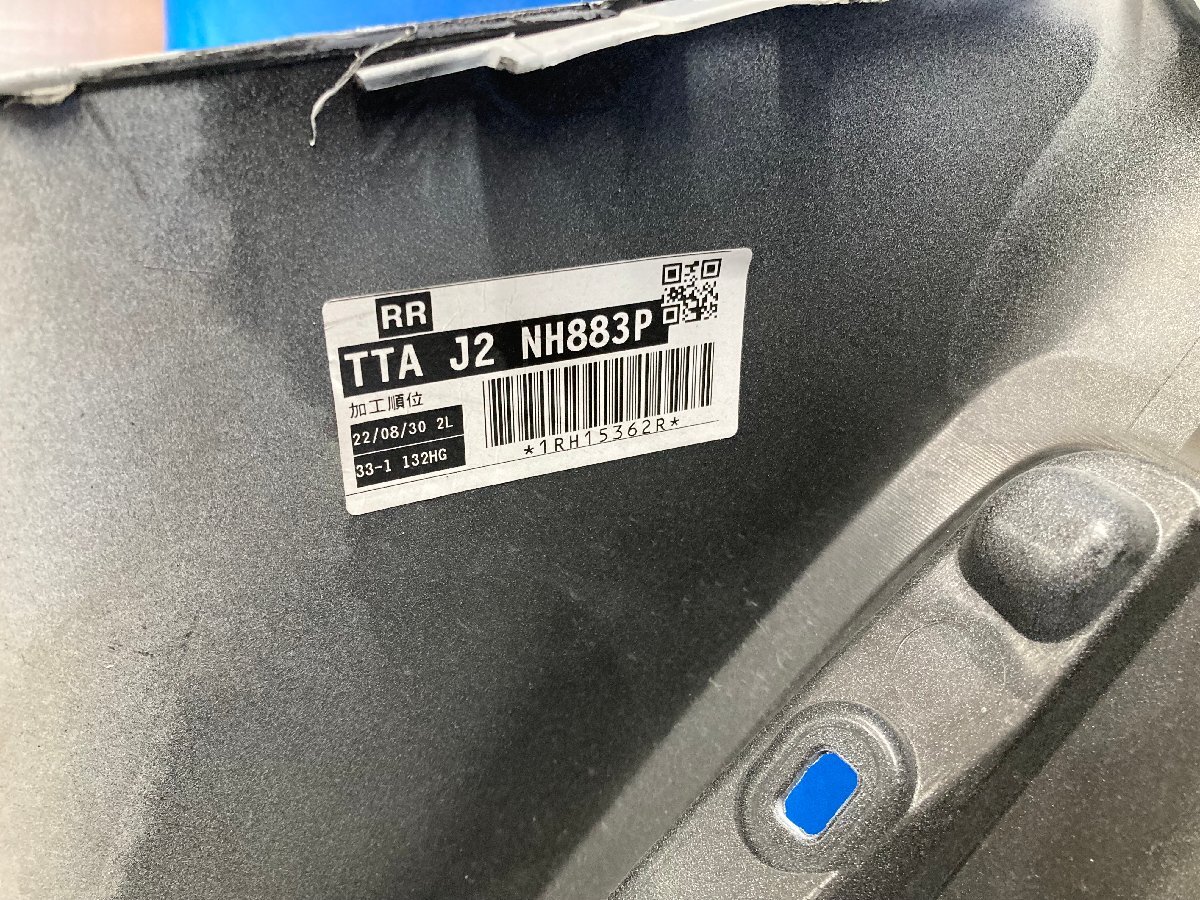 RR
TTA J2 NH883P
加工順位
22/08/30 2L
33-1 132HG
*1RH15362R*